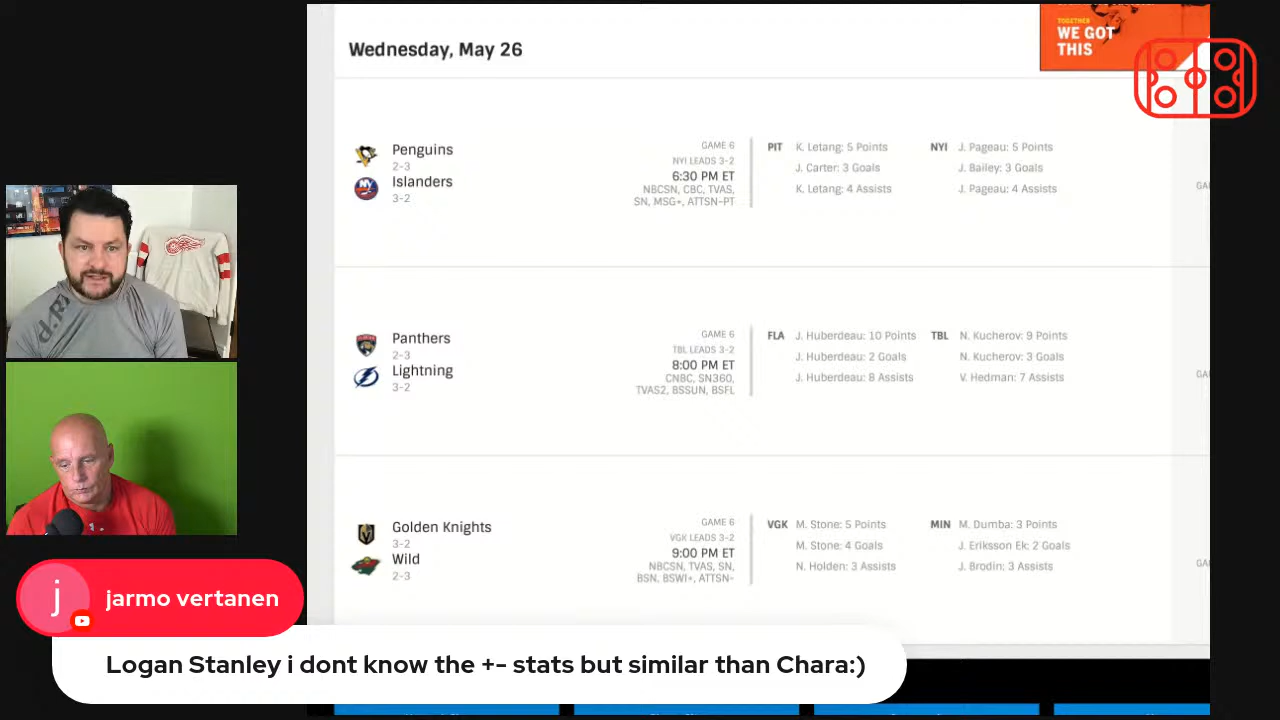 TOGETHER
WE GOT
THIS
Wednesday, May 26
Penguins
2-3
Islanders
3-2
GAME 6
NYI LEADS 3-2
6:30 PM ET
NBCSN, CBC, TVAS,
SN, MSG+, ATTSN-PT
PIT K. Letang: 5 Points
J. Carter: 3 Goals
K. Letang: 4 Assists
NYI J. Pageau: 5 Points
J. Bailey: 3 Goals
J. Pageau: 4 Assists
GA
Panthers
2-3
Lightning
3-2
GAME 6
TBL LEADS 3-2
8:00 PM ET
CNBC, SN360,
TVAS2, BSSUN, BSFL
FLA J. Huberdeau: 10 Points
J. Huberdeau: 2 Goals
J. Huberdeau: 8 Assists
TBL N. Kucherov: 9 Points
N. Kucherov: 3 Goals
V. Hedman: 7 Assists
GA
Golden Knights
3-2
Wild
2-3
GAME 6
VGK LEADS 3-2
9:00 PM ET
NBCSN, TVAS, SN,
BSN, BSWI+, ATTSN-
VGK M. Stone: 5 Points
M. Stone: 4 Goals
N. Holden: 3 Assists
MIN M. Dumba: 3 Points
J. Eriksson Ek: 2 Goals
J. Brodin: 3 Assists
GA
d.RI
j
jarmo vertanen
Logan Stanley i dont know the +- stats but similar than Chara:)